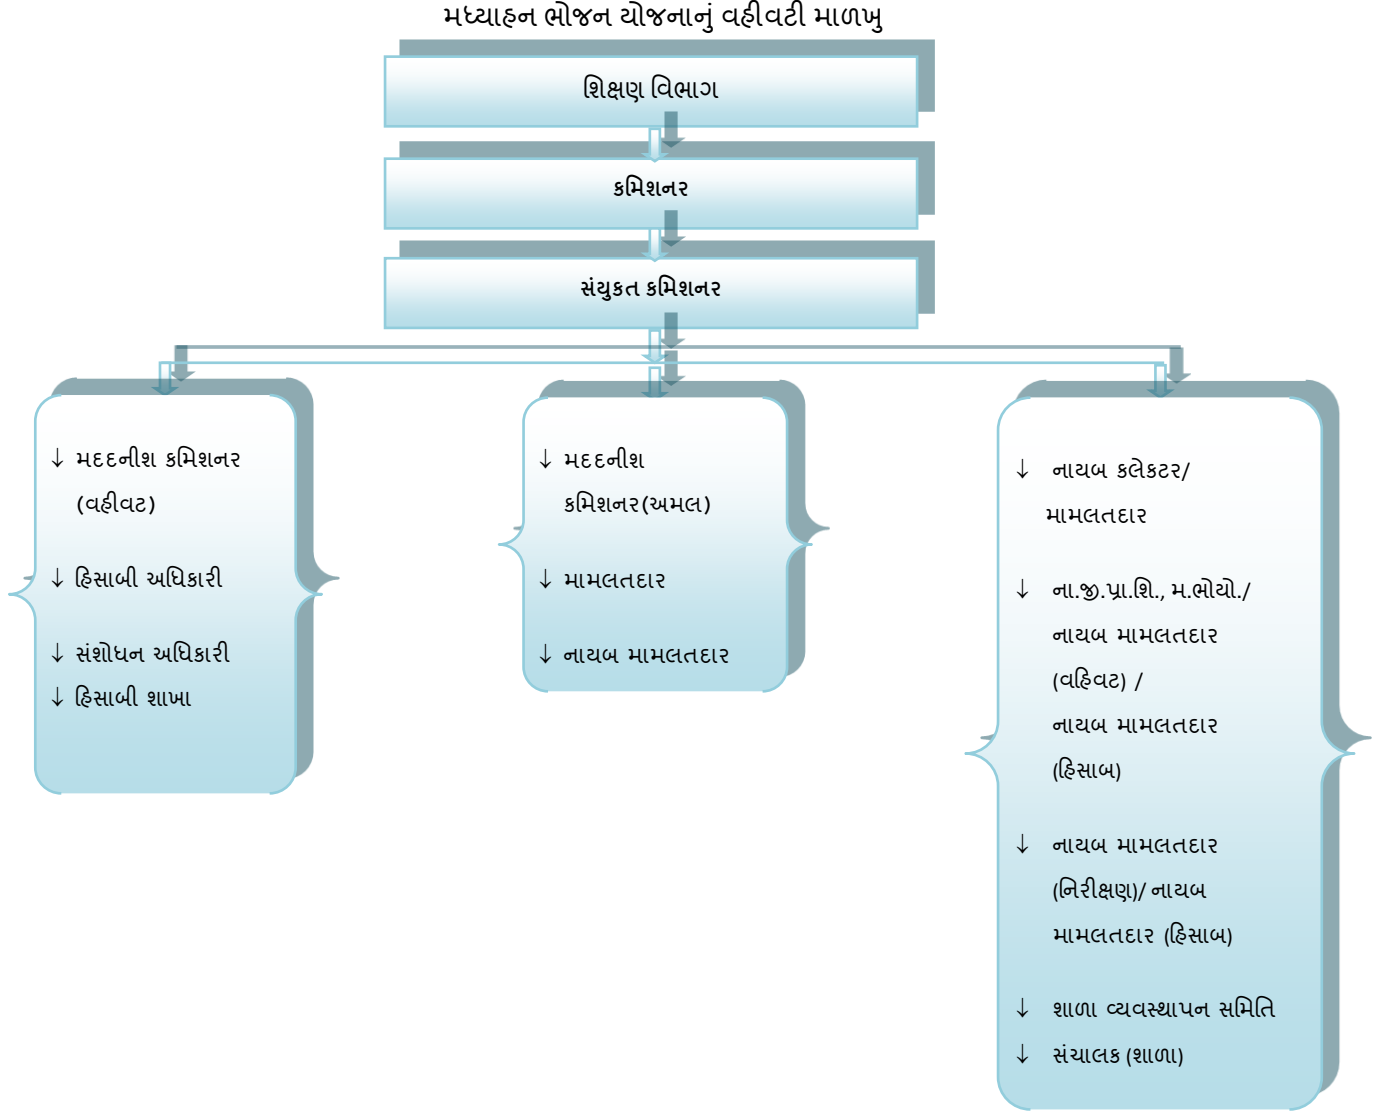 મધ્યાહન ભોજન યોજનાનું વહીવટી માળખુ
શિક્ષણ વિભાગ
કમિશનર
સંયુકત કમિશનર
↓ મદદનીશ કમિશનર
(વહીવટ)
↓ હિસાબી અધિકારી
↓ સંશોધન અધિકારી
↓ હિસાબી શાખા
↓ મદદનીશ
કમિશનર(અમલ)
↓ મામલતદાર
↓ નાયબ મામલતદાર
↓ નાયબ કલેકટર/
મામલતદાર
↓ ના.જી.પ્રા.શિ., મ.ભોયો./
નાયબ મામલતદાર
(વહિવટ) /
નાયબ મામલતદાર
(હિસાબ)
↓ નાયબ મામલતદાર
(નિરીક્ષણ)/ નાયબ
મામલતદાર (હિસાબ)
↓ શાળા વ્યવસ્થાપન સમિતિ
↓ સંચાલક (શાળા)